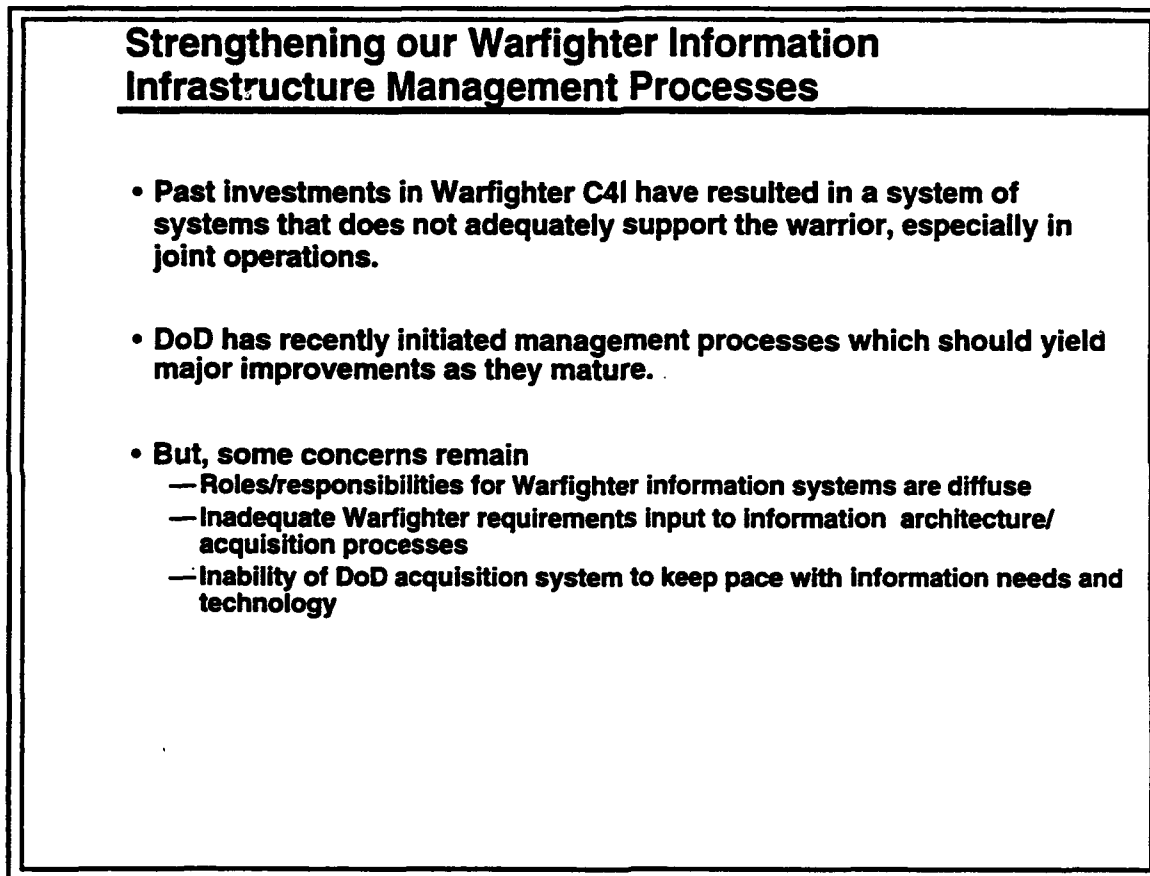 Strengthening our Warfighter Information
Infrastructure Management Processes
• Past investments in Warfighter C4I have resulted in a system of
systems that does not adequately support the warrior, especially in
joint operations.
• DoD has recently initiated management processes which should yield
major improvements as they mature.
• But, some concerns remain
— Roles/responsibilities for Warfighter information systems are diffuse
— Inadequate Warfighter requirements input to information architecture/
acquisition processes
— Inability of DoD acquisition system to keep pace with information needs and
technology